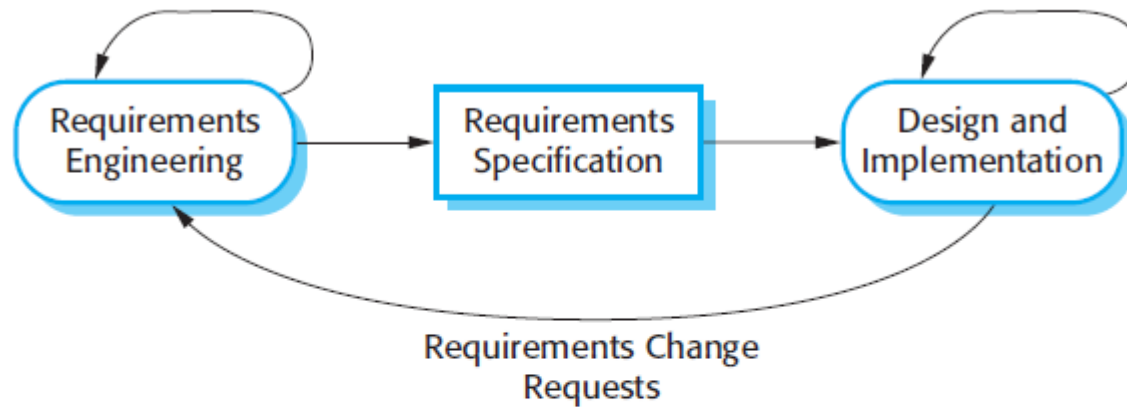 Requirements
Engineering
Requirements
Specification
Design and
Implementation
Requirements Change
Requests